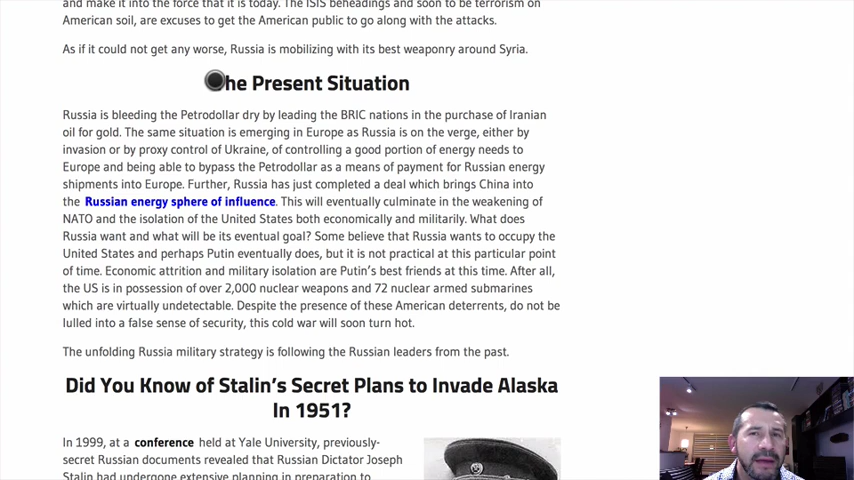 and make it into the force that it is today. The ISIS beheadings and soon to be terrorism on
American soil, are excuses to get the American public to go along with the attacks.
As if it could not get any worse, Russia is mobilizing with its best weaponry around Syria.
he Present Situation
Russia is bleeding the Petrodollar dry by leading the BRIC nations in the purchase of Iranian
oil for gold. The same situation is emerging in Europe as Russia is on the verge, either by
invasion or by proxy control of Ukraine, of controlling a good portion of energy needs to
Europe and being able to bypass the Petrodollar as a means of payment for Russian energy
shipments into Europe. Further, Russia has just completed a deal which brings China into
the Russian energy sphere of influence. This will eventually culminate in the weakening of
NATO and the isolation of the United States both economically and militarily. What does
Russia want and what will be its eventual goal? Some believe that Russia wants to occupy the
United States and perhaps Putin eventually does, but it is not practical at this particular point
of time. Economic attrition and military isolation are Putin's best friends at this time. After all,
the US is in possession of over 2,000 nuclear weapons and 72 nuclear armed submarines
which are virtually undetectable. Despite the presence of these American deterrents, do not be
lulled into a false sense of security, this cold war will soon turn hot.
The unfolding Russia military strategy is following the Russian leaders from the past.
Did You Know of Stalin's Secret Plans to Invade Alaska
In 1951?
In 1999, at a conference held at Yale University, previously-
secret Russian documents revealed that Russian Dictator Joseph
Stalin had undergone extensive planning in preparation to